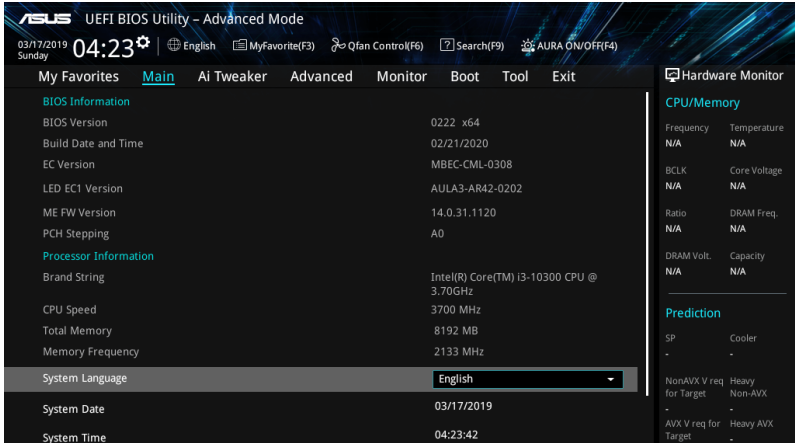 ASUS UEFI BIOS Utility – Advanced Mode
03/17/2019 Sunday 04:23 English MyFavorite(F3) Qfan Control(F6) Search(F9) AURA ON/OFF(F4)
My Favorites Main Ai Tweaker Advanced Monitor Boot Tool Exit
BIOS Information
BIOS Version 0222 x64
Build Date and Time 02/21/2020
EC Version MBEC-CML-0308
LED EC1 Version AULA3-AR42-0202
ME FW Version 14.0.31.1120
PCH Stepping A0
Processor Information
Brand String Intel(R) Core(TM) i3-10300 CPU @
3.70GHz
CPU Speed 3700 MHz
Total Memory 8192 MB
Memory Frequency 2133 MHz
System Language English
System Date 03/17/2019
System Time 04:23:42
Hardware Monitor
CPU/Memory
Frequency Temperature
N/A N/A
BCLK Core Voltage
N/A N/A
Ratio DRAM Freq.
N/A N/A
DRAM Volt. Capacity
N/A N/A
Prediction
SP Cooler
- -
NonAVX V req Heavy
for Target Non-AVX
- -
AVX V req for Heavy AVX
Target -